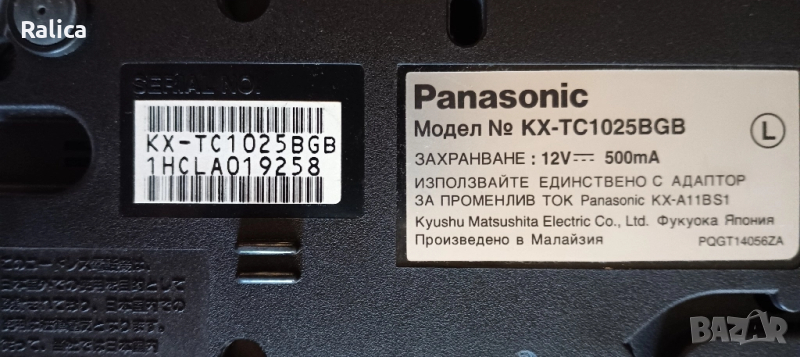 Ralica
SERIAL NO.
KX-TC1025BGB
1HCLA019258
Panasonic
Модел № KX-TC1025BGB
L
ЗАХРАНВАНЕ : 12V 500mA
ИЗПОЛЗВАЙТЕ ЕДИНСТВЕНО С АДАПТОР
ЗА ПРОМЕНЛИВ ТОК Panasonic KX-A11BS1
Kyushu Matsushita Electric Co., Ltd. Фукуока Япония
Произведено в Малайзия PQGT14056ZA
BAZAR